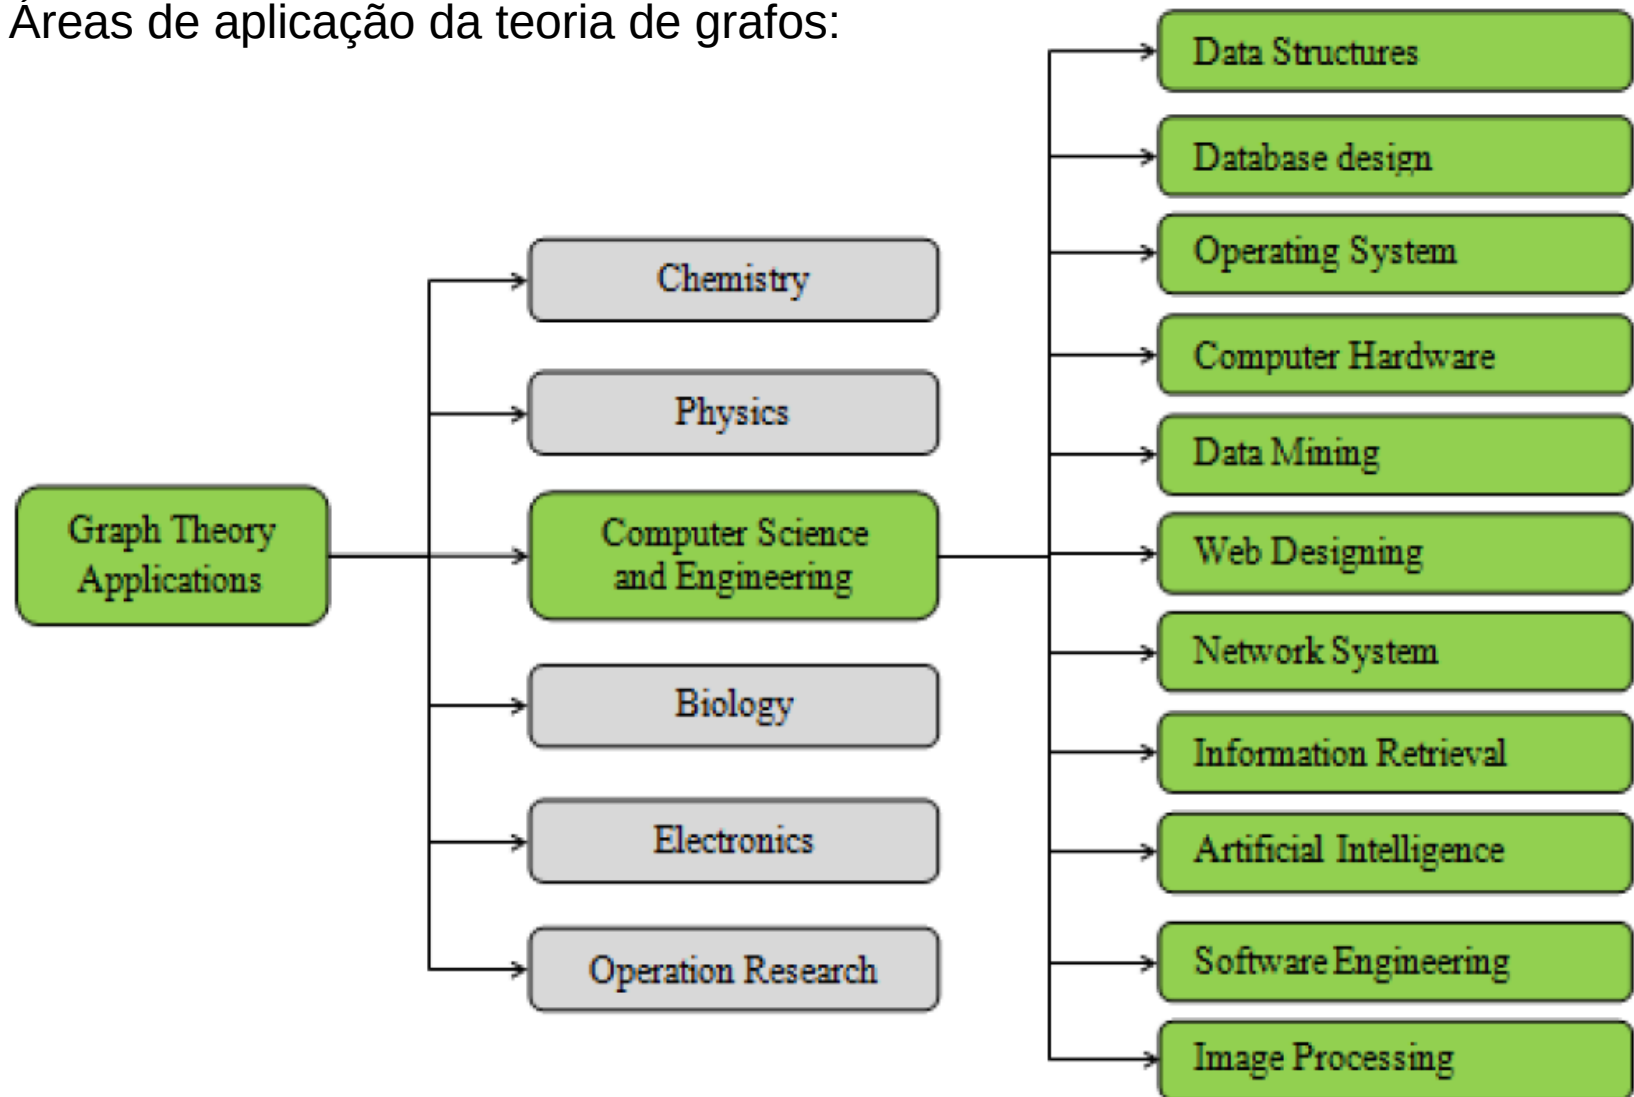 Áreas de aplicação da teoria de grafos:
Graph Theory
Applications
Chemistry
Physics
Computer Science
and Engineering
Biology
Electronics
Operation Research
Data Structures
Database design
Operating System
Computer Hardware
Data Mining
Web Designing
Network System
Information Retrieval
Artificial Intelligence
Software Engineering
Image Processing